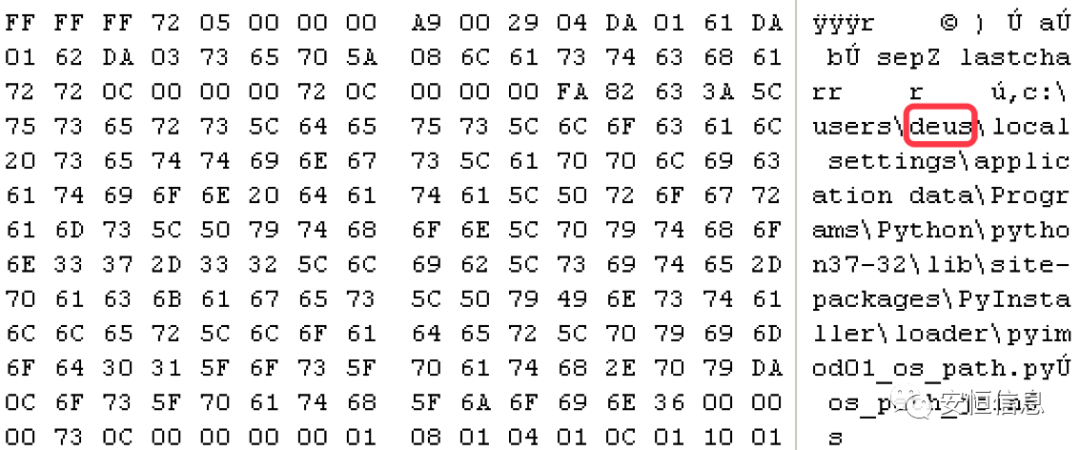 FF FF FF 72 05 00 00 00 A9 00 29 04 DA 01 61 DA ÿÿÿr © ) Ú aÚ
01 62 DA 03 73 65 70 5A 08 6C 61 73 74 63 68 61 bÚ sepZ lastcha
72 72 0C 00 00 00 72 0C 00 00 00 FA 82 63 3A 5C rr r ú‚c:\
75 73 65 72 73 5C 64 65 75 73 5C 6C 6F 63 61 6C users\deus\local
20 73 65 74 74 69 6E 67 73 5C 61 70 70 6C 69 63 settings\applic
61 74 69 6F 6E 20 64 61 74 61 5C 50 72 6F 67 72 ation data\Progr
61 6D 73 5C 50 79 74 68 6F 6E 5C 70 79 74 68 6F ams\Python\pytho
6E 33 37 2D 33 32 5C 6C 69 62 5C 73 69 74 65 2D n37-32\lib\site-
70 61 63 6B 61 67 65 73 5C 50 79 49 6E 73 74 61 packages\PyInsta
6C 6C 65 72 5C 6C 6F 61 64 65 72 5C 70 79 69 6D ller\loader\pyim
6F 64 30 31 5F 6F 73 5F 70 61 74 68 2E 70 79 DA od01_os_path.pyÚ
0C 6F 73 5F 70 61 74 68 5F 6A 6F 69 6E 36 00 00 os_path_join6
00 73 0C 00 00 00 00 01 08 01 04 01 0C 01 10 01 s
安恒信息